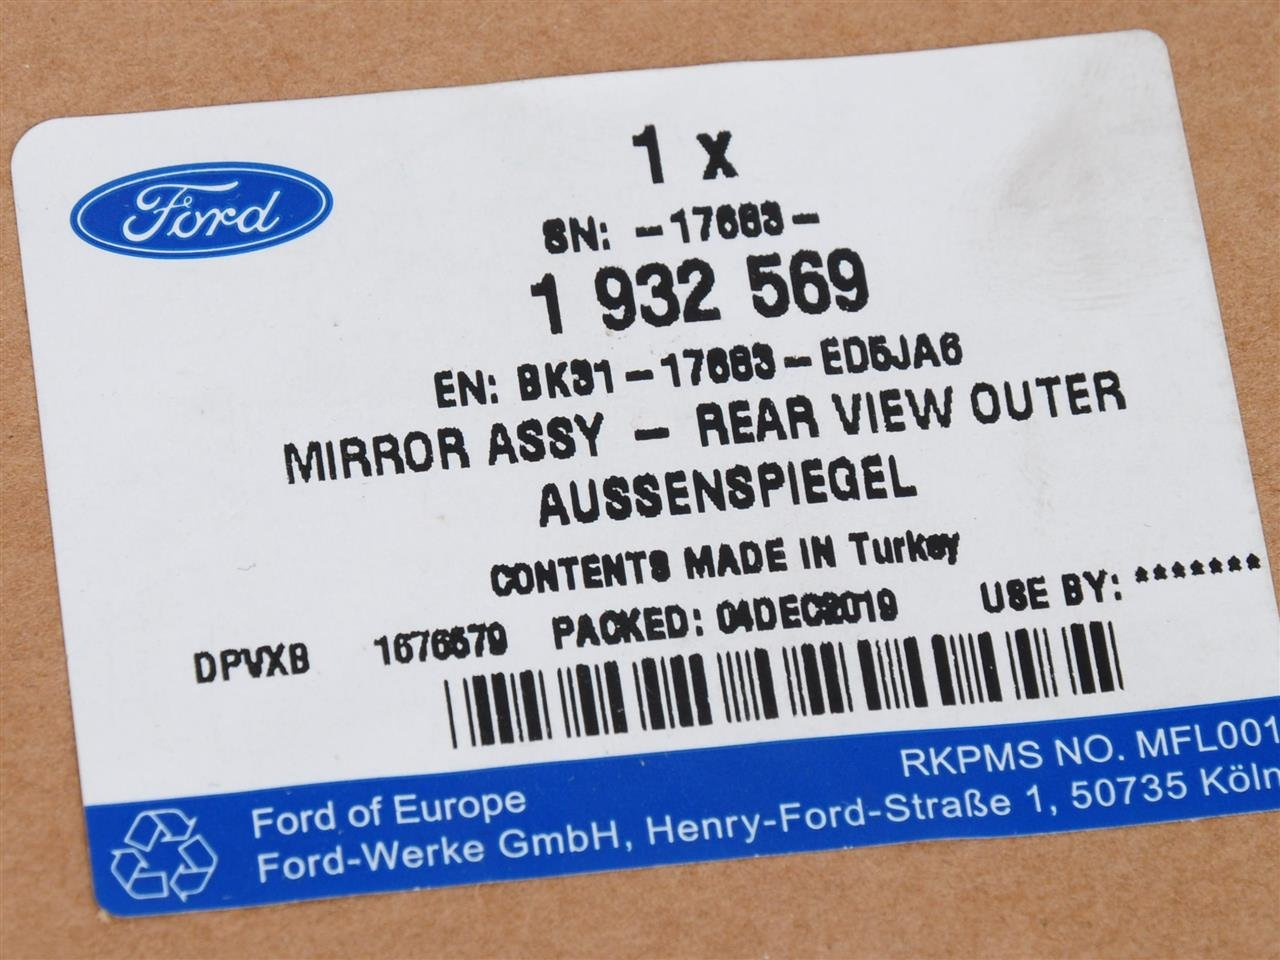 Ford
1 x
SN: -17683-
1 932 569
EN: BK31-17683-ED5JA6
MIRROR ASSY - REAR VIEW OUTER
AUSSENSPIEGEL
CONTENTS MADE IN Turkey
DPVXB 1676579 PACKED: 04DEC2019 USE BY: *******
RKPMS NO. MFL001
Ford of Europe
Ford-Werke GmbH, Henry-Ford-Straße 1, 50735 Köln